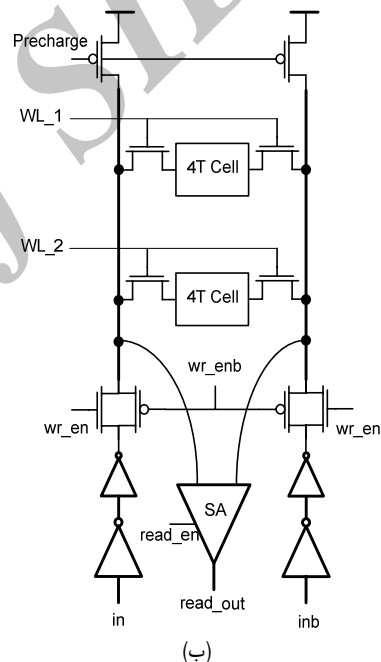 Precharge
WL_1
4T Cell
WL_2
4T Cell
wr_enb
wr_en
wr_en
SA
read_en
read_out
in
inb
(ب)